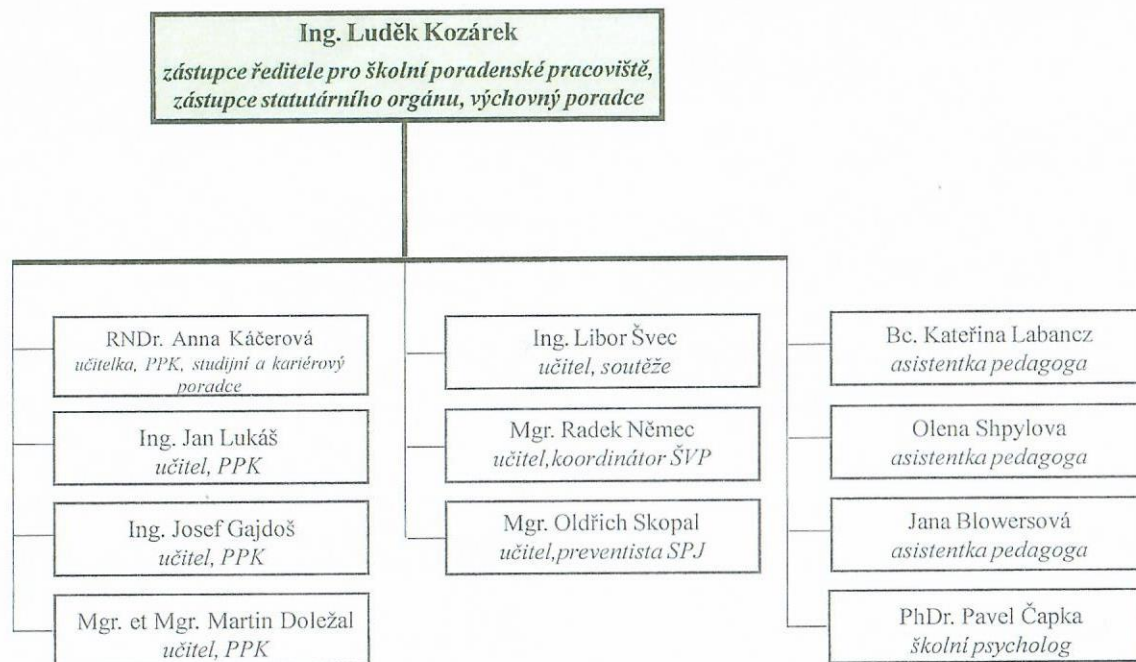 Ing. Luděk Kozárek
zástupce ředitele pro školní poradenské pracoviště,
zástupce statutárního orgánu, výchovný poradce
RNDr. Anna Káčerová
učitelka, PPK, studijní a kariérový
poradce
Ing. Jan Lukáš
učitel, PPK
Ing. Josef Gajdoš
učitel, PPK
Mgr. et Mgr. Martin Doležal
učitel, PPK
Ing. Libor Švec
učitel, soutěže
Mgr. Radek Němec
učitel,koordinátor ŠVP
Mgr. Oldřich Skopal
učitel,preventista SPJ
Bc. Kateřina Labancz
asistentka pedagoga
Olena Shpylova
asistentka pedagoga
Jana Blowersová
asistentka pedagoga
PhDr. Pavel Čapka
školní psycholog